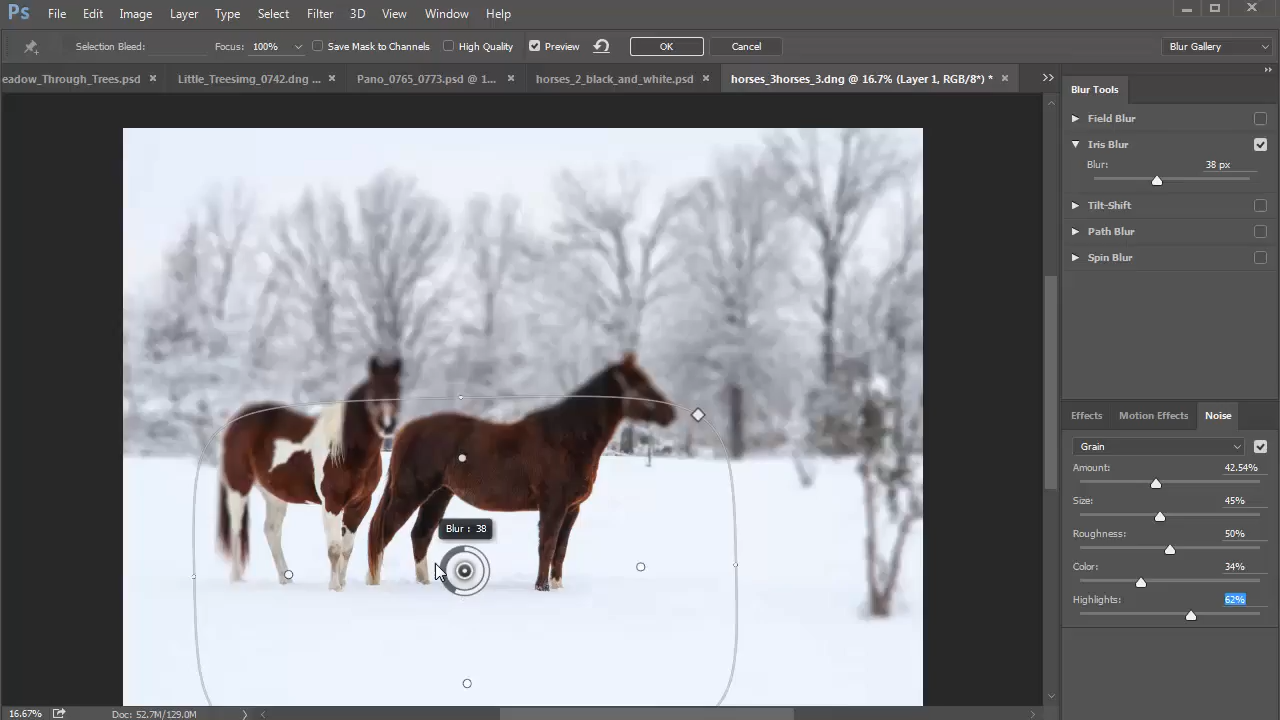 Ps File Edit Image Layer Type Select Filter 3D View Window Help
Selection Bleed: Focus: 100% Save Mask to Channels High Quality Preview OK Cancel Blur Gallery
eadow_Through_Trees.psd × Little_Treesimg_0742.dng ... × Pano_0765_0773.psd @ 1... × horses_2_black_and_white.psd × horses_3horses_3.dng @ 16.7% (Layer 1, RGB/8*) * ×
Blur Tools
Field Blur
Iris Blur
Blur: 38 px
Tilt-Shift
Path Blur
Spin Blur
Blur : 38
Effects Motion Effects Noise
Grain
Amount: 42.54%
Size: 45%
Roughness: 50%
Color: 34%
Highlights: 62%
16.67% Doc: 52.7M/129.0M